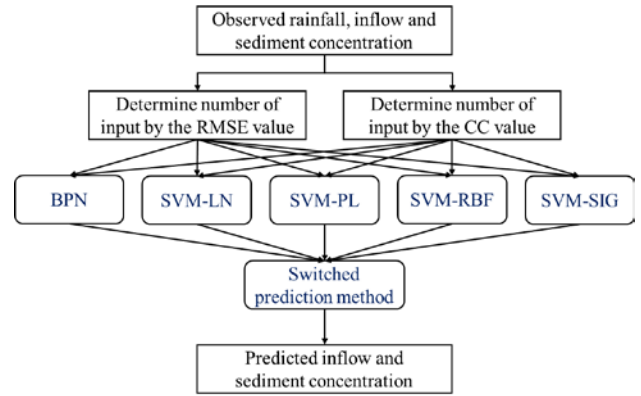 Observed rainfall, inflow and
sediment concentration
Determine number of
input by the RMSE value
Determine number of
input by the CC value
BPN
SVM-LN
SVM-PL
SVM-RBF
SVM-SIG
Switched
prediction method
Predicted inflow and
sediment concentration